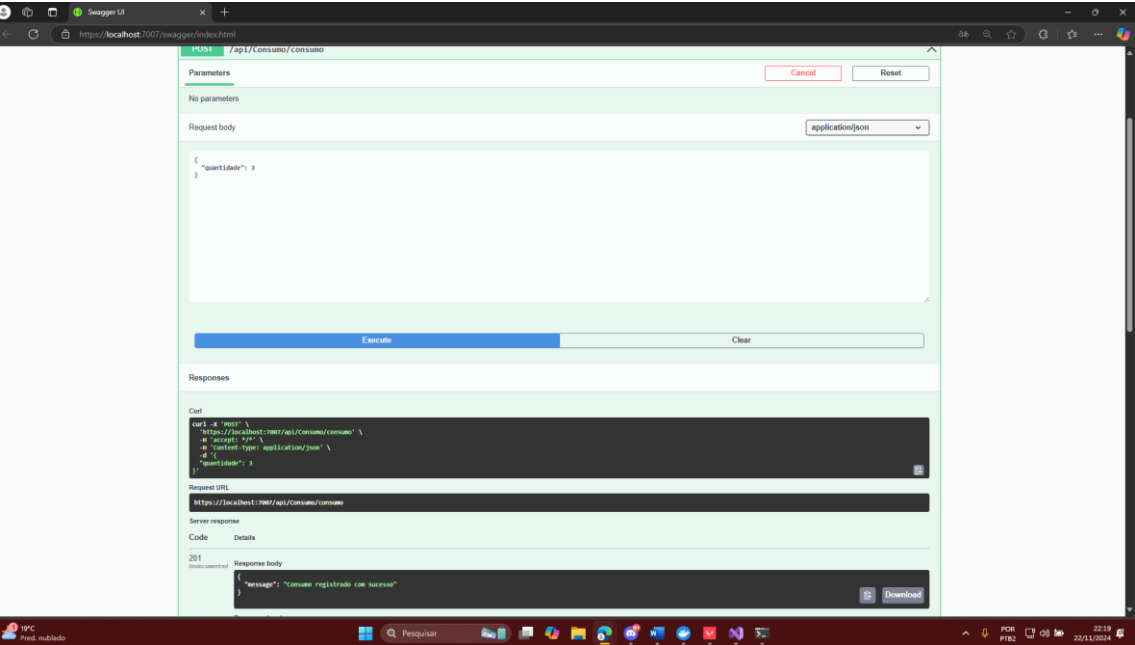 Swagger UI
https://localhost:7007/swagger/index.html
POST /api/Consumo/consumo
Parameters
Cancel
Reset
No parameters
Request body
application/json
{
"quantidade": 3
}
Execute
Clear
Responses
Curl
curl -X 'POST' \
'https://localhost:7007/api/Consumo/consumo' \
-H 'accept: */*' \
-H 'Content-Type: application/json' \
-d '{
"quantidade": 3
}'
Request URL
https://localhost:7007/api/Consumo/consumo
Server response
Code Details
201
Undocumented
Response body
{
"message": "Consumo registrado com sucesso"
}
Download
19°C
Pred. nublado
Pesquisar
POR
PTB2
22:19
22/11/2024